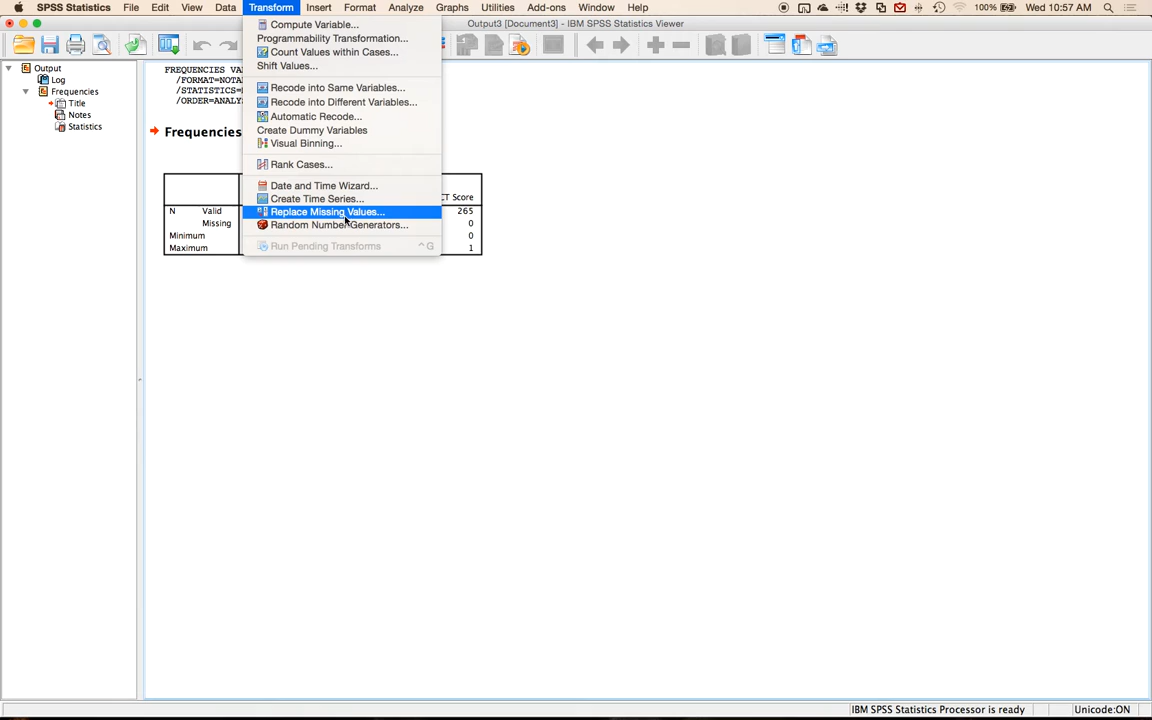 SPSS Statistics File Edit View Data Transform Insert Format Analyze Graphs Utilities Add-ons Window Help 100% Wed 10:57 AM
Output3 [Document3] - IBM SPSS Statistics Viewer
Compute Variable...
Programmability Transformation...
Count Values within Cases...
Shift Values...
Recode into Same Variables...
Recode into Different Variables...
Automatic Recode...
Create Dummy Variables
Visual Binning...
Rank Cases...
Date and Time Wizard...
Create Time Series...
Replace Missing Values...
Random Number Generators...
Run Pending Transforms ^G
Output
Log
Frequencies
Title
Notes
Statistics
FREQUENCIES VA
/FORMAT=NOTA
/STATISTICS=
/ORDER=ANALY
Frequencies
CT Score
N Valid 265
Missing 0
Minimum 0
Maximum 1
IBM SPSS Statistics Processor is ready Unicode:ON